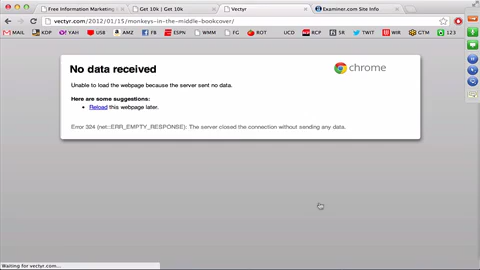 Free Information Marketing
Get 10k | Get 10k
Vectyr
Examiner.com Site Info
vectyr.com/2012/01/15/monkeys-in-the-middle-bookcover/
MAIL KCM YAH USB AMZ FB ESPN WMM FG ROT UCD RCP SR TWT WIR GTM 123
No data received
chrome
Unable to load the webpage because the server sent no data.
Here are some suggestions:
• Reload this webpage later.
Error 324 (net::ERR_EMPTY_RESPONSE): The server closed the connection without sending any data.
Waiting for vectyr.com...